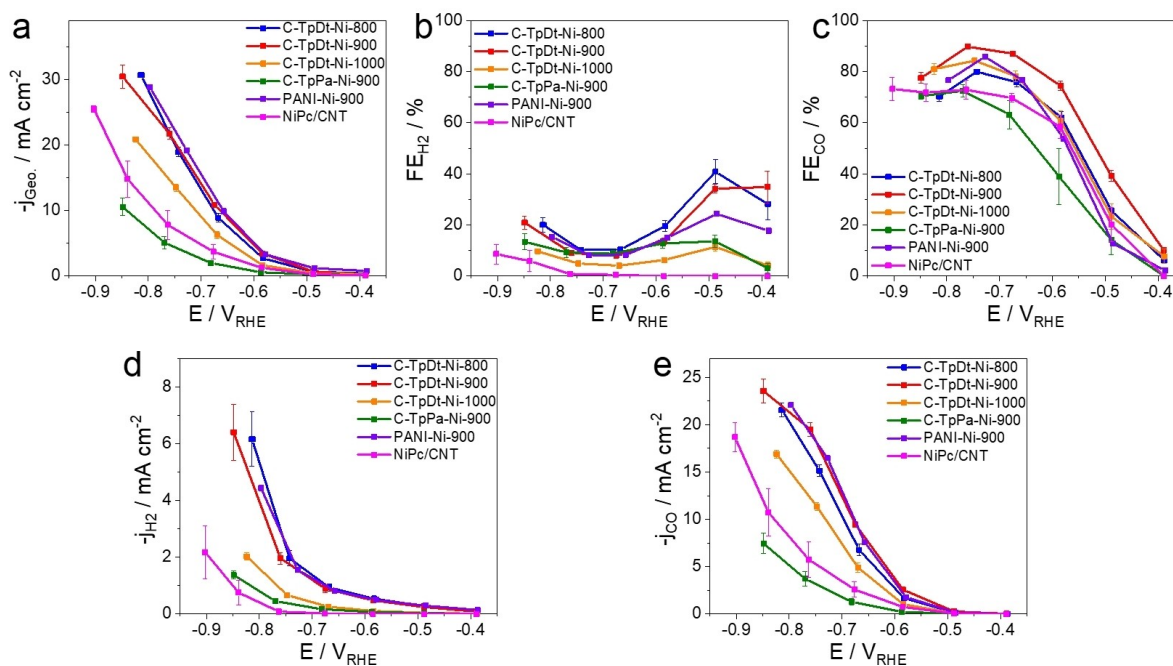 a
-j_Geo. / mA cm⁻²
30
20
10
0
C-TpDt-Ni-800
C-TpDt-Ni-900
C-TpDt-Ni-1000
C-TpPa-Ni-900
PANI-Ni-900
NiPc/CNT
-0.9 -0.8 -0.7 -0.6 -0.5 -0.4
E / V_RHE
b
FE_H2 / %
100
80
60
40
20
0
C-TpDt-Ni-800
C-TpDt-Ni-900
C-TpDt-Ni-1000
C-TpPa-Ni-900
PANI-Ni-900
NiPc/CNT
-0.9 -0.8 -0.7 -0.6 -0.5 -0.4
E / V_RHE
c
FE_CO / %
100
80
60
40
20
0
C-TpDt-Ni-800
C-TpDt-Ni-900
C-TpDt-Ni-1000
C-TpPa-Ni-900
PANI-Ni-900
NiPc/CNT
-0.9 -0.8 -0.7 -0.6 -0.5 -0.4
E / V_RHE
d
-j_H2 / mA cm⁻²
8
6
4
2
0
C-TpDt-Ni-800
C-TpDt-Ni-900
C-TpDt-Ni-1000
C-TpPa-Ni-900
PANI-Ni-900
NiPc/CNT
-0.9 -0.8 -0.7 -0.6 -0.5 -0.4
E / V_RHE
e
-j_CO / mA cm⁻²
25
20
15
10
5
0
C-TpDt-Ni-800
C-TpDt-Ni-900
C-TpDt-Ni-1000
C-TpPa-Ni-900
PANI-Ni-900
NiPc/CNT
-0.9 -0.8 -0.7 -0.6 -0.5 -0.4
E / V_RHE